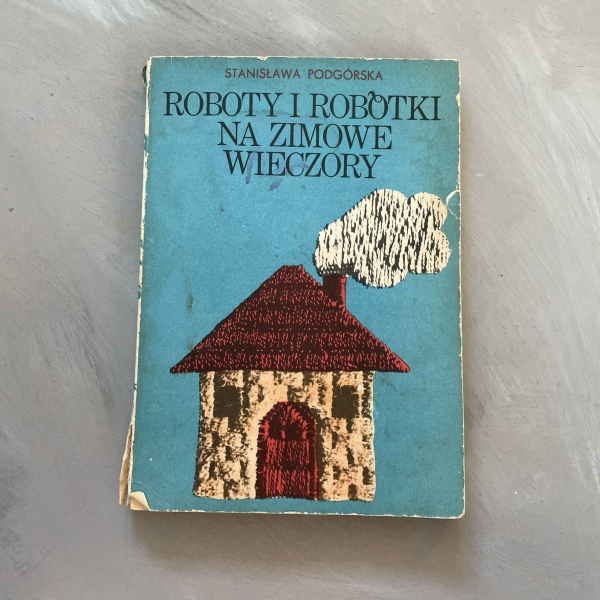 STANISŁAWA PODGÓRSKA
ROBOTY I ROBÓTKI
NA ZIMOWE
WIECZORY